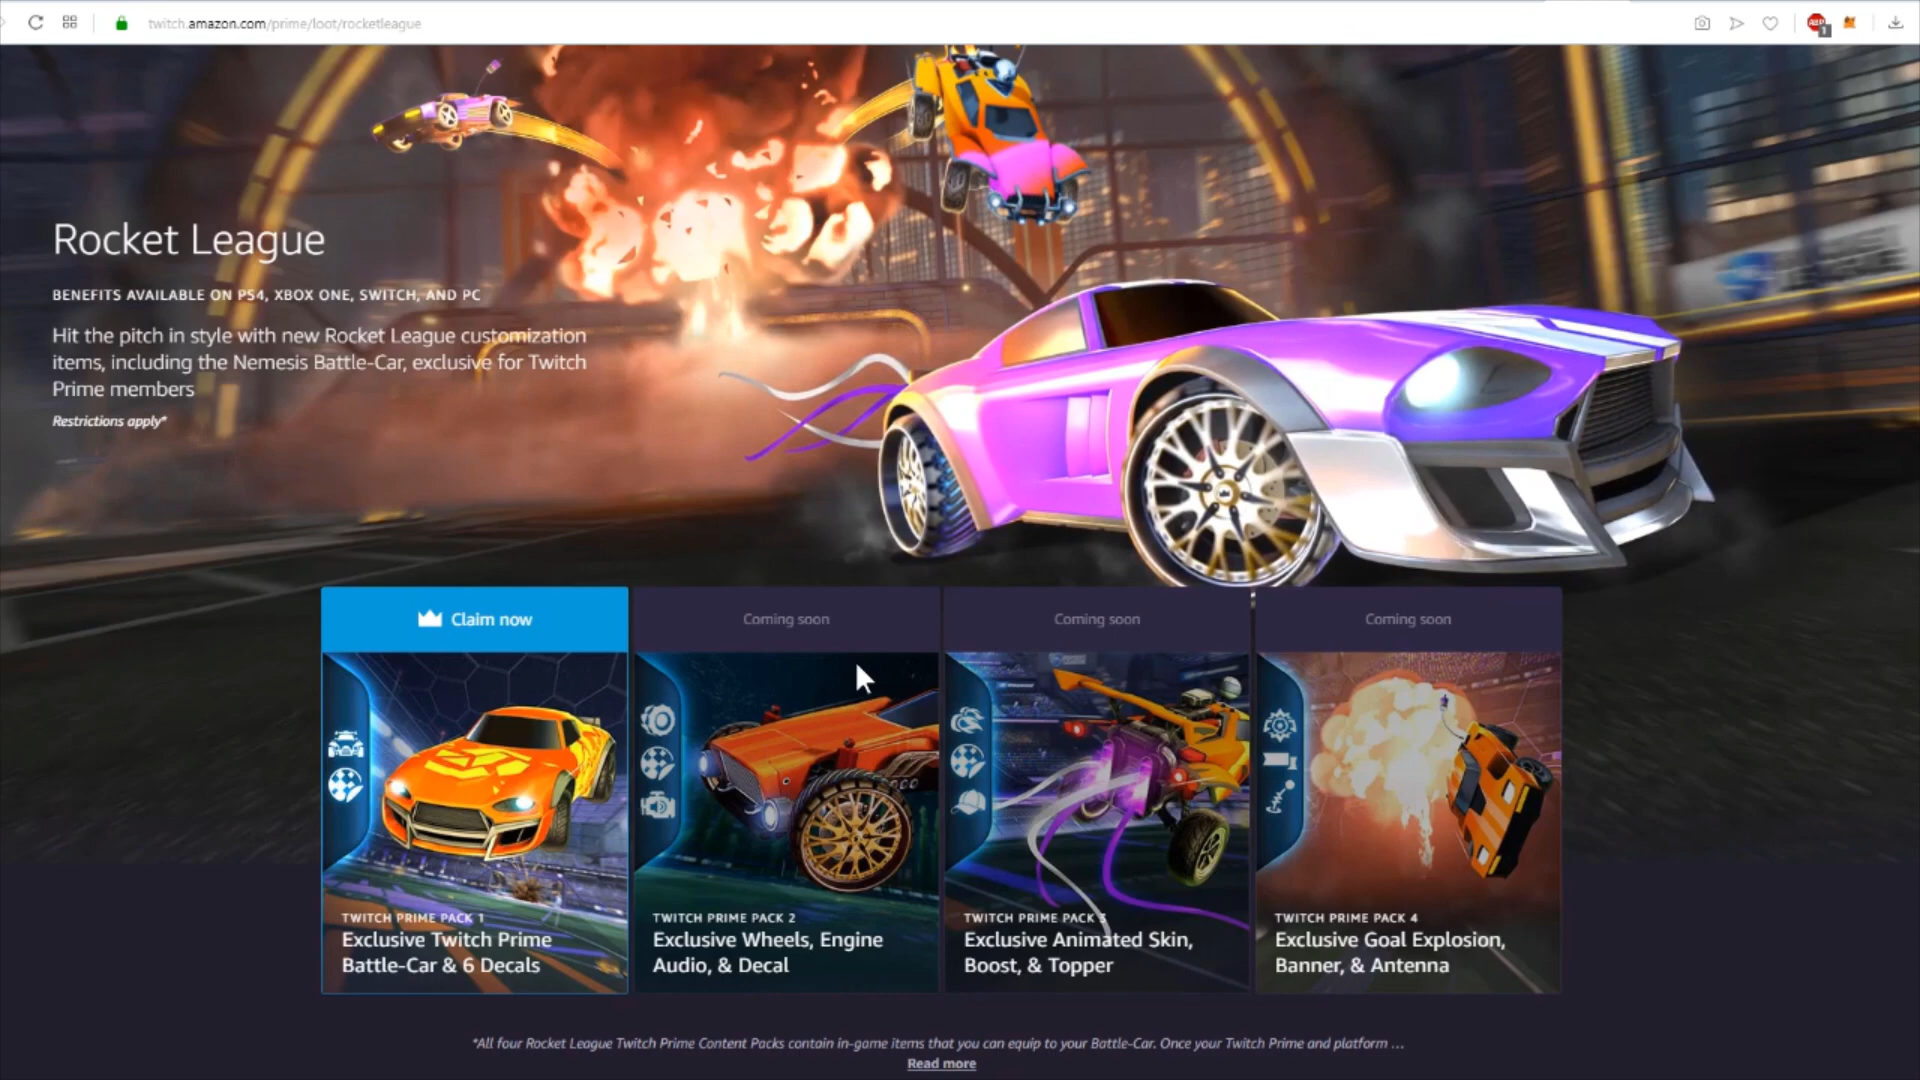 twitch.amazon.com/prime/loot/rocketleague
ABP
1
Rocket League
BENEFITS AVAILABLE ON PS4, XBOX ONE, SWITCH, AND PC
Hit the pitch in style with new Rocket League customization
items, including the Nemesis Battle-Car, exclusive for Twitch
Prime members
Restrictions apply*
Claim now
Coming soon
Coming soon
Coming soon
TWITCH PRIME PACK 1
Exclusive Twitch Prime
Battle-Car & 6 Decals
TWITCH PRIME PACK 2
Exclusive Wheels, Engine
Audio, & Decal
TWITCH PRIME PACK 3
Exclusive Animated Skin,
Boost, & Topper
TWITCH PRIME PACK 4
Exclusive Goal Explosion,
Banner, & Antenna
*All four Rocket League Twitch Prime Content Packs contain in-game items that you can equip to your Battle-Car. Once your Twitch Prime and platform ...
Read more